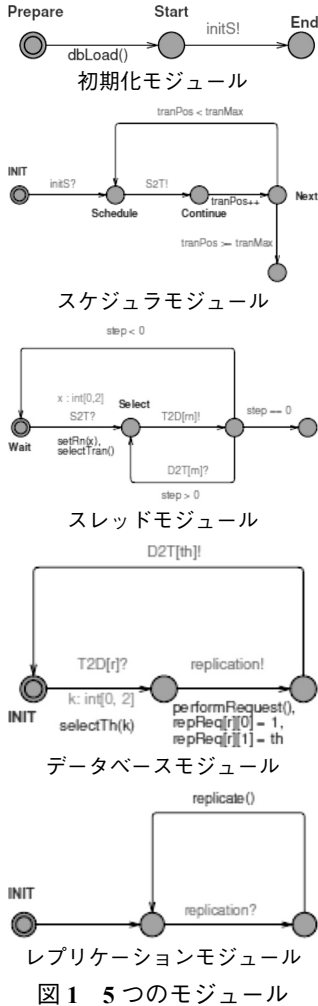 Prepare
Start
End
initS!
dbLoad()
初期化モジュール
tranPos < tranMax
INIT
initS?
S2T!
Next
Schedule
Continue
tranPos++
tranPos >= tranMax
スケジュラモジュール
step < 0
x : int[0,2]
S2T?
Select
T2D[rn]!
step == 0
Wait
setRn(x),
selectTran()
D2T[rn]?
step > 0
スレッドモジュール
D2T[th]!
T2D[r]?
replication!
INIT
k: int[0, 2]
selectTh(k)
performRequest(),
repReq[r][0] = 1,
repReq[r][1] = th
データベースモジュール
replicate()
INIT
replication?
レプリケーションモジュール
図 1 5 つのモジュール